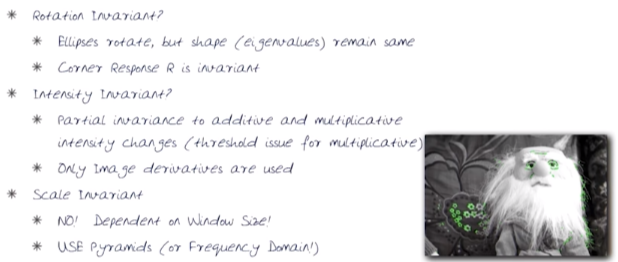 * Rotation Invariant?
* Ellipses rotate, but shape (eigenvalues) remain same
* Corner Response R is invariant
* Intensity Invariant?
* Partial invariance to additive and multiplicative
intensity changes (threshold issue for multiplicative)
* Only Image derivatives are used
* Scale Invariant
* NO! Dependent on Window Size!
* USE Pyramids (or Frequency Domain!)